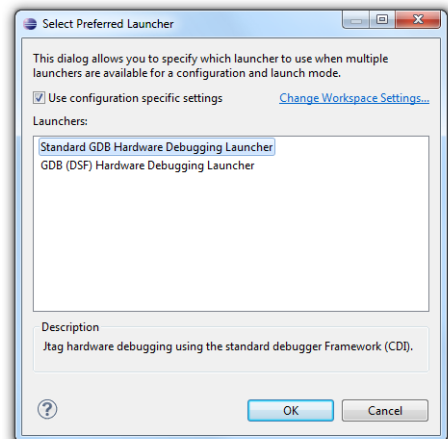 Select Preferred Launcher
This dialog allows you to specify which launcher to use when multiple
launchers are available for a configuration and launch mode.
Use configuration specific settings
Change Workspace Settings...
Launchers:
Standard GDB Hardware Debugging Launcher
GDB (DSF) Hardware Debugging Launcher
Description
Jtag hardware debugging using the standard debugger Framework (CDI).
?
OK
Cancel